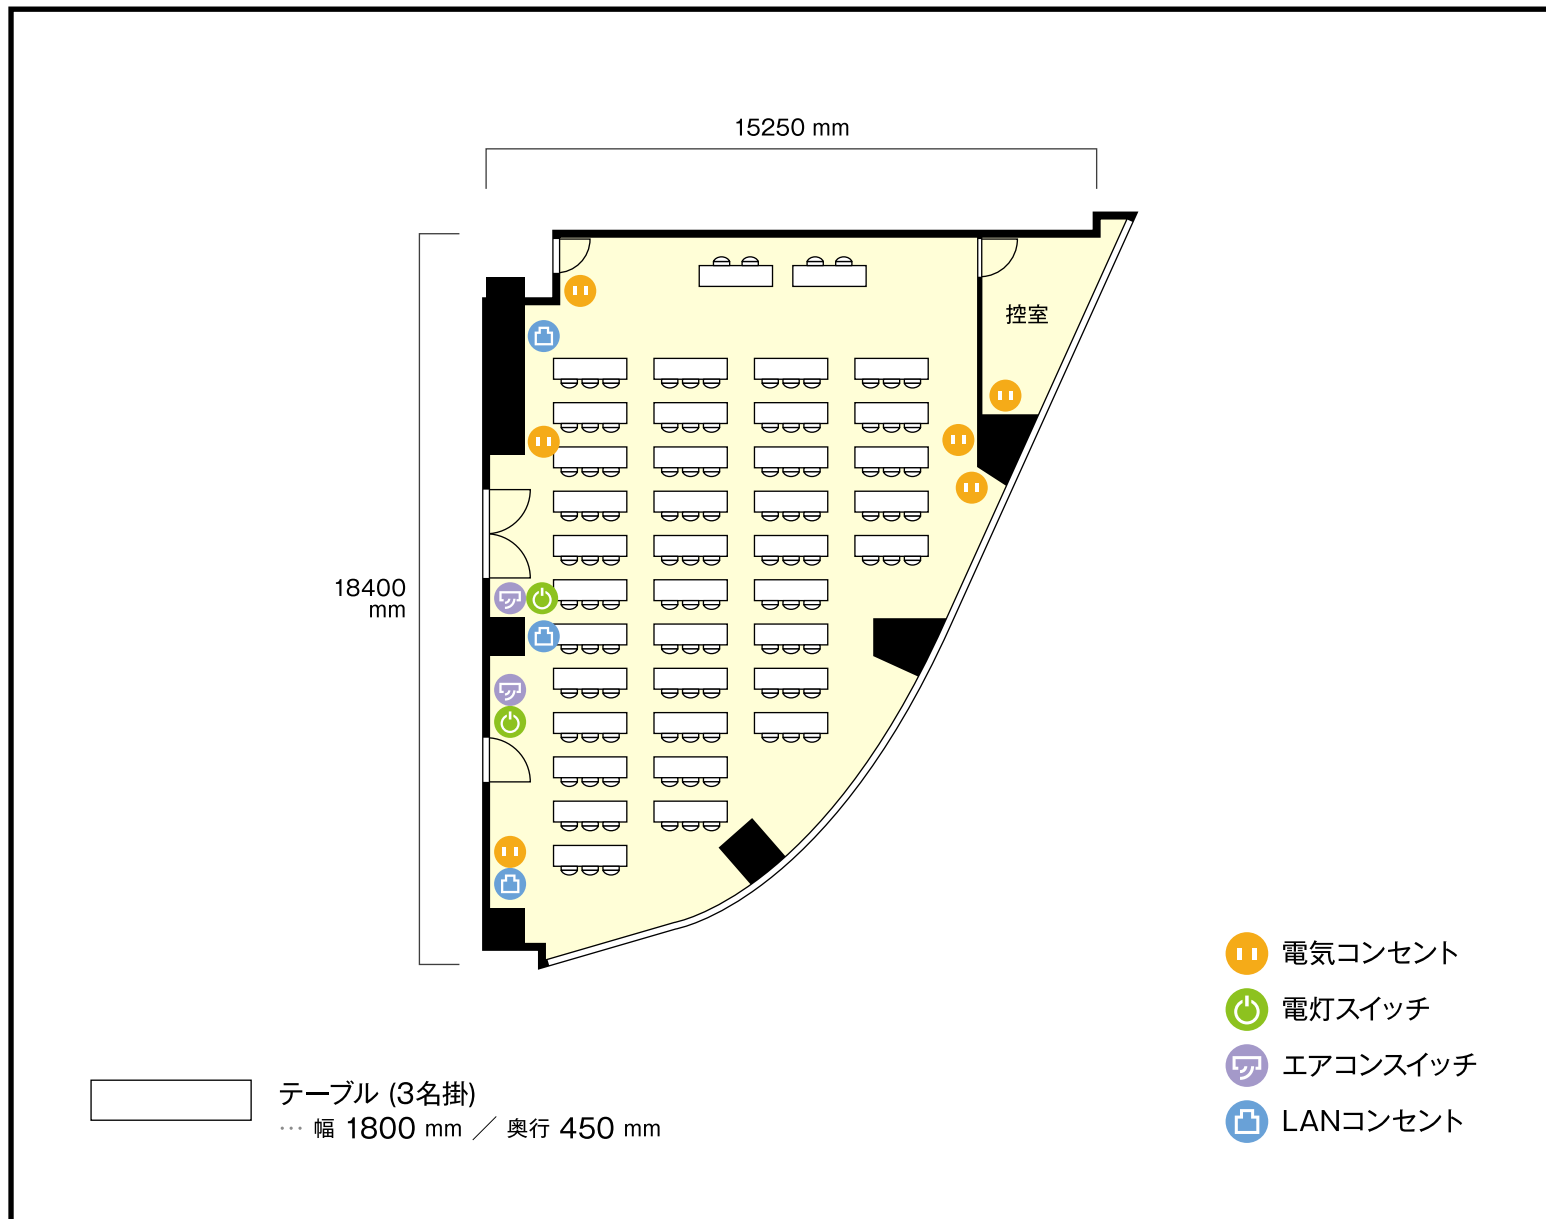 15250 mm
控室
18400
mm
電気コンセント
電灯スイッチ
エアコンスイッチ
LANコンセント
テーブル (3名掛)
… 幅 1800 mm ／ 奥行 450 mm